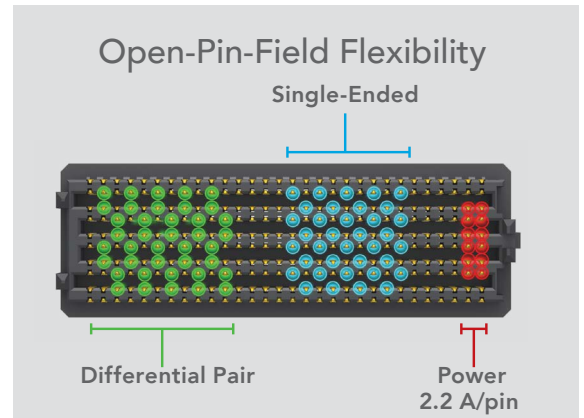 Open-Pin-Field Flexibility
Single-Ended
Differential Pair
Power
2.2 A/pin